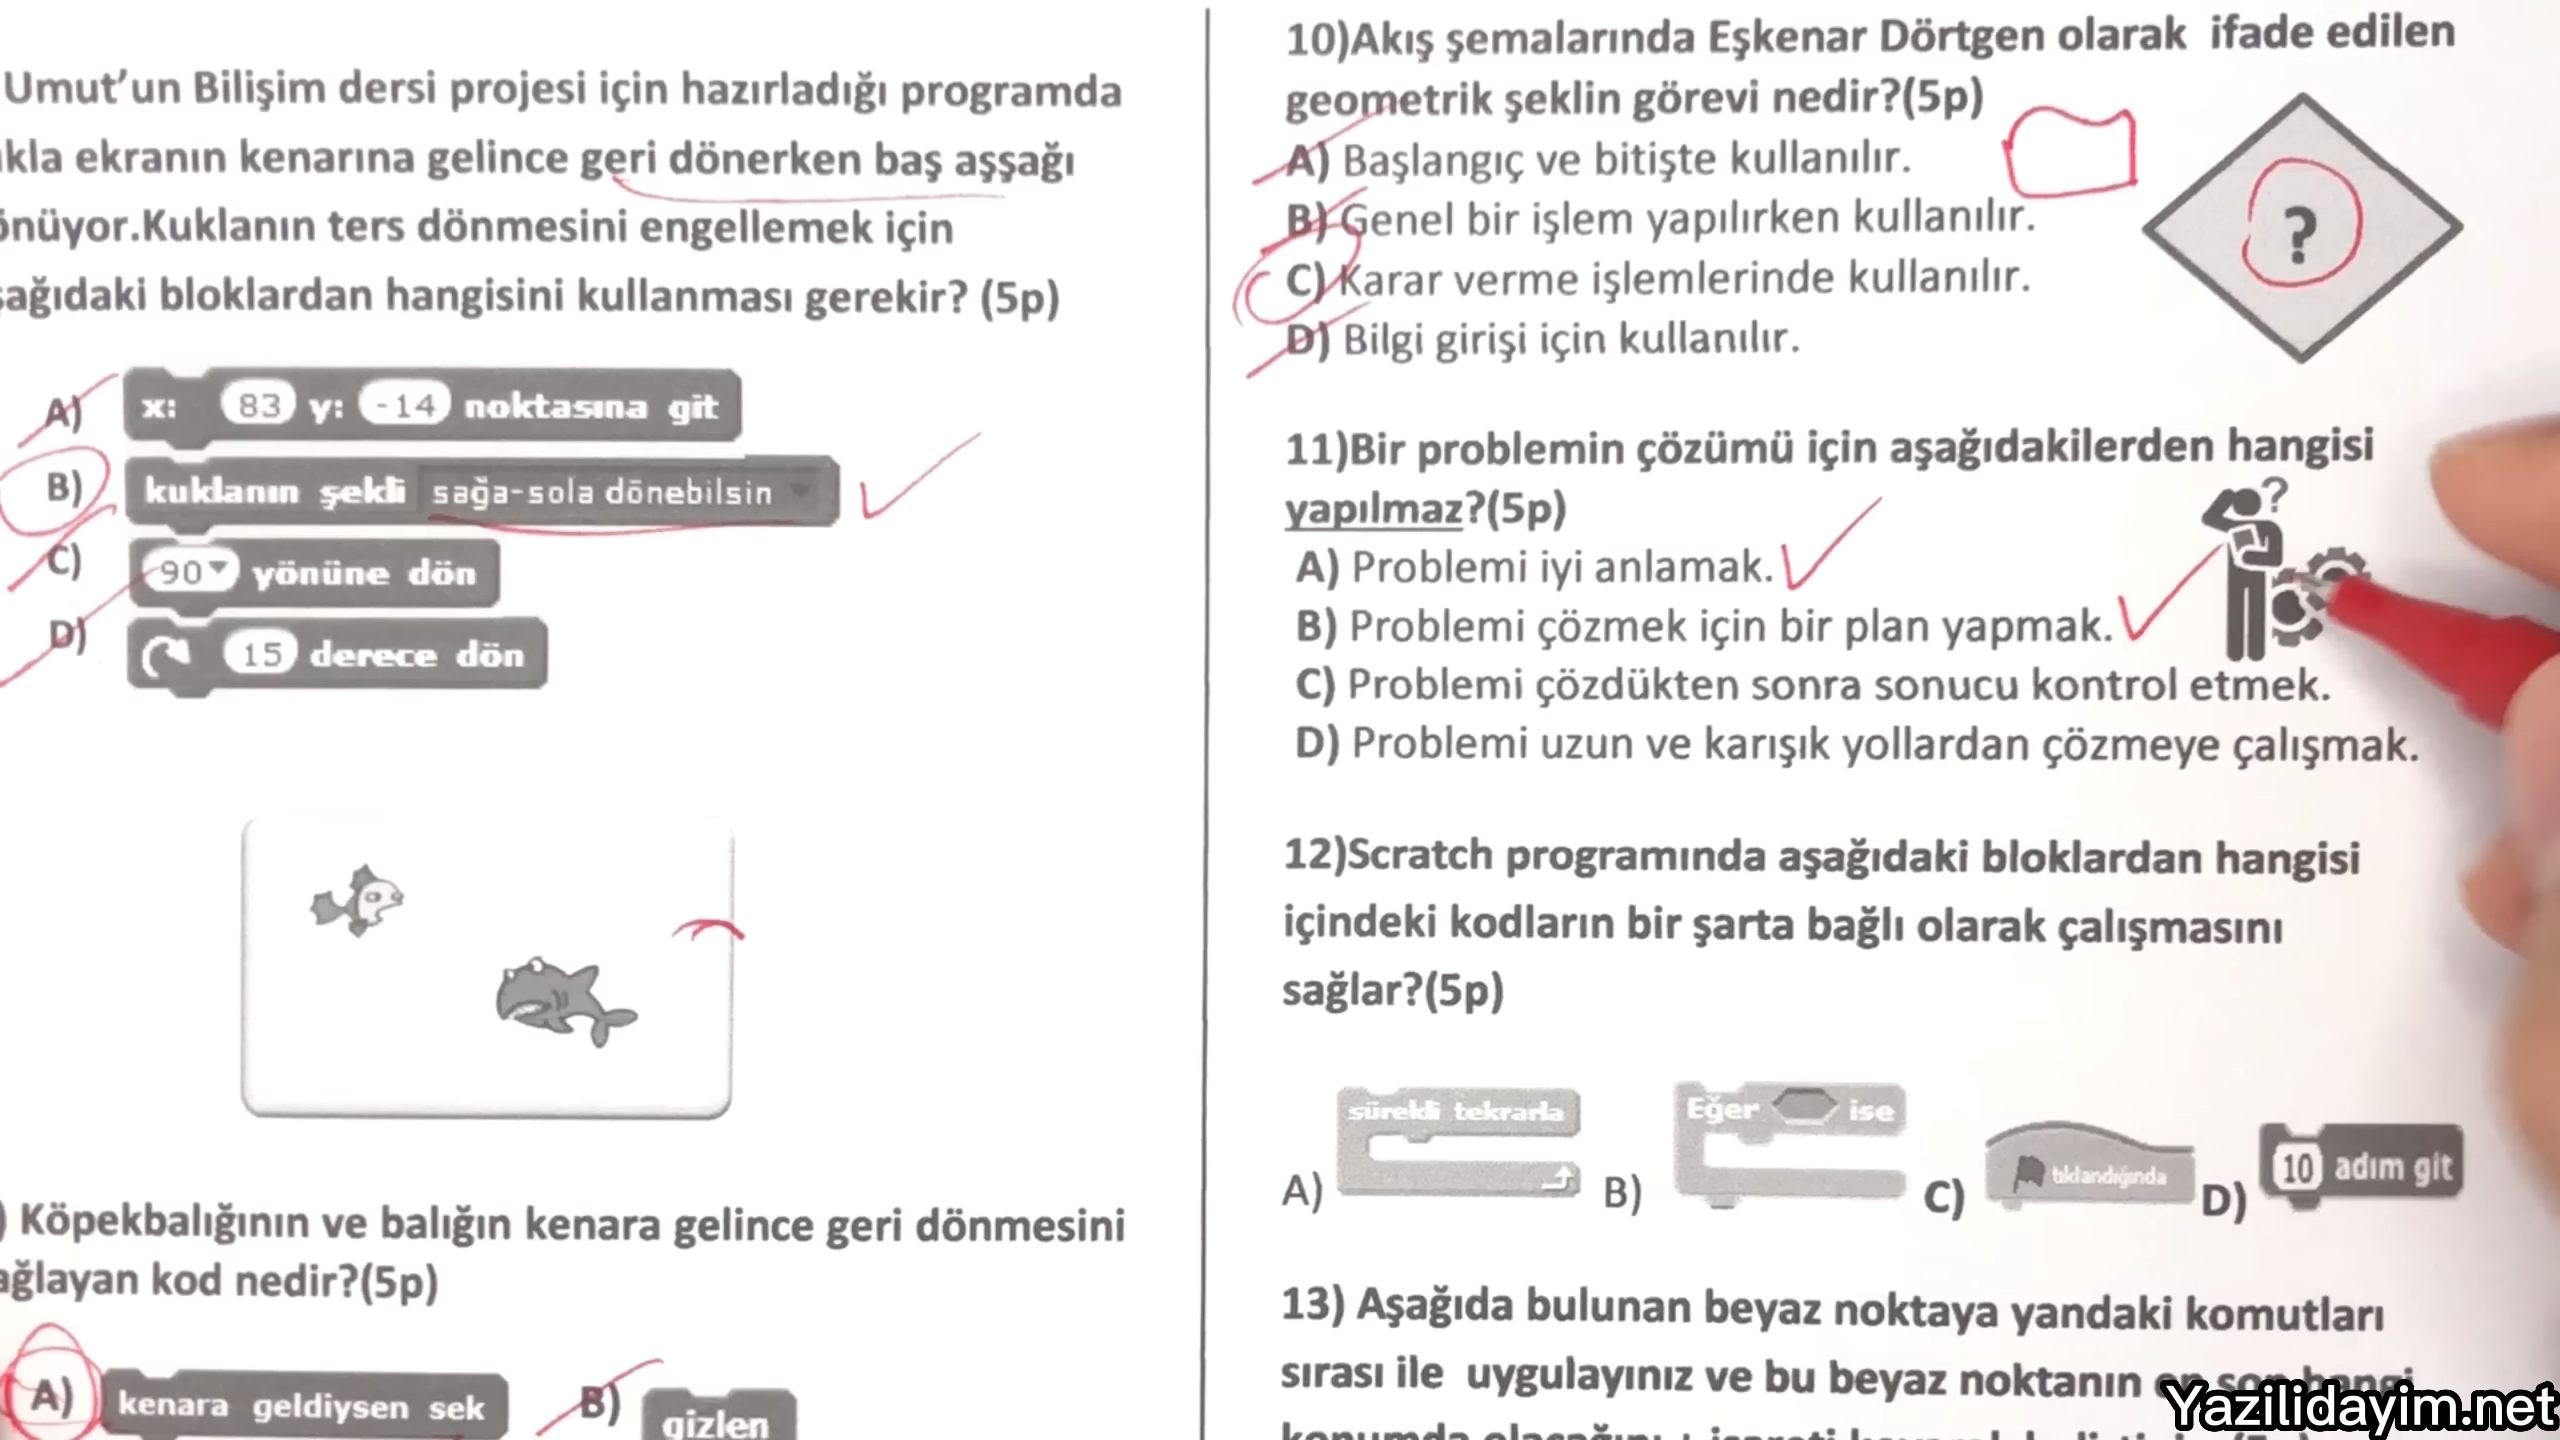 Umut'un Bilişim dersi projesi için hazırladığı programda
ekranın kenarına gelince geri dönerken baş aşşağı
Kuklanın ters dönmesini engellemek için
bloklardan hangisini kullanması gerekir? (5p)
A) x: 83 y: -14 noktasına git
B) kuklanın şekli sağa-sola dönebilsin
C) 90 yönüne dön
D) 15 derece dön
) Köpekbalığının ve balığın kenara gelince geri dönmesini
ağlayan kod nedir?(5p)
A) kenara geldiysen sek B) gizlen
10)Akış şemalarında Eşkenar Dörtgen olarak ifade edilen
geometrik şeklin görevi nedir?(5p)
A) Başlangıç ve bitişte kullanılır.
B) Genel bir işlem yapılırken kullanılır.
C) Karar verme işlemlerinde kullanılır.
D) Bilgi girişi için kullanılır.
?
11)Bir problemin çözümü için aşağıdakilerden hangisi
yapılmaz?(5p)
?
A) Problemi iyi anlamak.
B) Problemi çözmek için bir plan yapmak.
C) Problemi çözdükten sonra sonucu kontrol etmek.
D) Problemi uzun ve karışık yollardan çözmeye çalışmak.
12)Scratch programında aşağıdaki bloklardan hangisi
içindeki kodların bir şarta bağlı olarak çalışmasını
sağlar?(5p)
A) sürekli tekrarla B) Eğer ise C) tıklandığında D) 10 adım git
13) Aşağıda bulunan beyaz noktaya yandaki komutları
sırası ile uygulayınız ve bu beyaz noktanın en son hangi
Yazilidayim.net